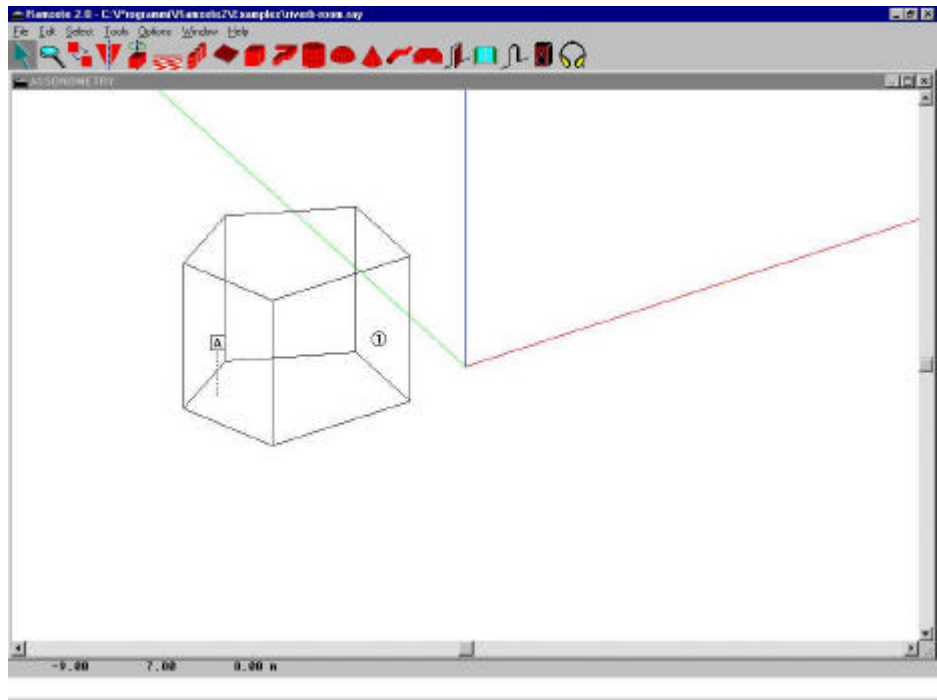 Ramsete 2.0 - C:\Programmi\Ramsete2\Examples\riverb-room.ray
File Edit Select Tools Options Window Help
ASSONOMETRY
A
1
-9.00 7.00 0.00 m